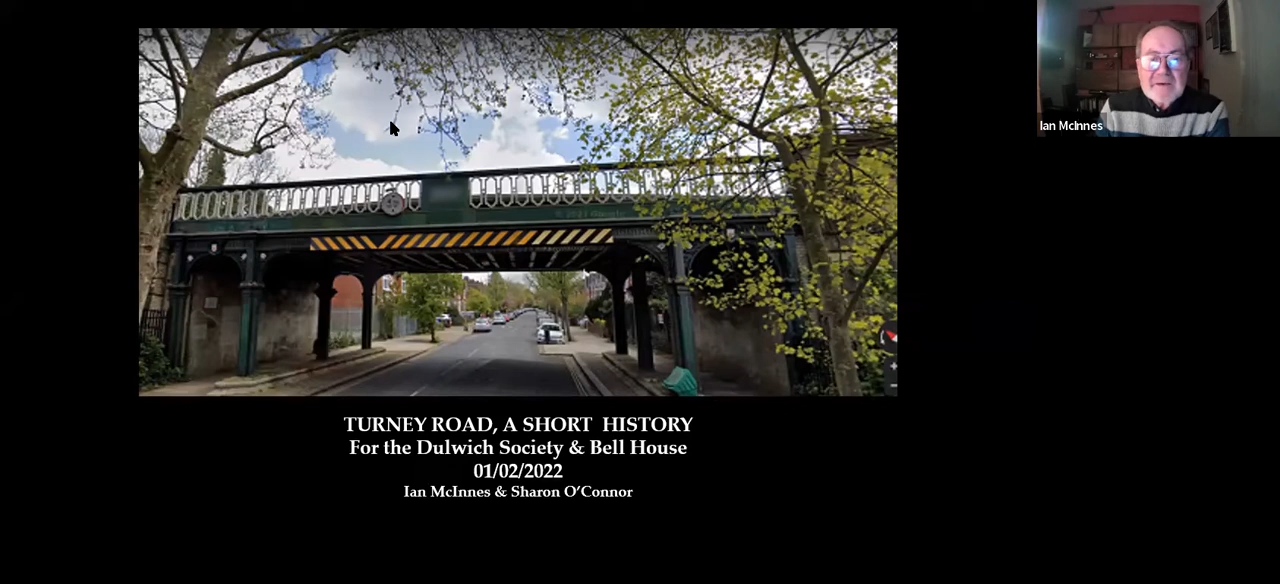 Ian McInnes
TURNEY ROAD, A SHORT HISTORY
For the Dulwich Society & Bell House
01/02/2022
Ian McInnes & Sharon O’Connor